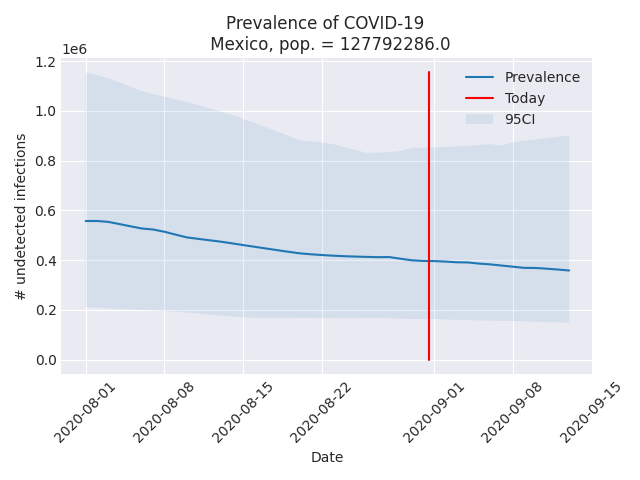 Prevalence of COVID-19
Mexico, pop. = 127792286.0
1e6
1.2
1.0
0.8
0.6
0.4
0.2
0.0
# undetected infections
Prevalence
Today
95CI
2020-08-01
2020-08-08
2020-08-15
2020-08-22
2020-09-01
2020-09-08
2020-09-15
Date